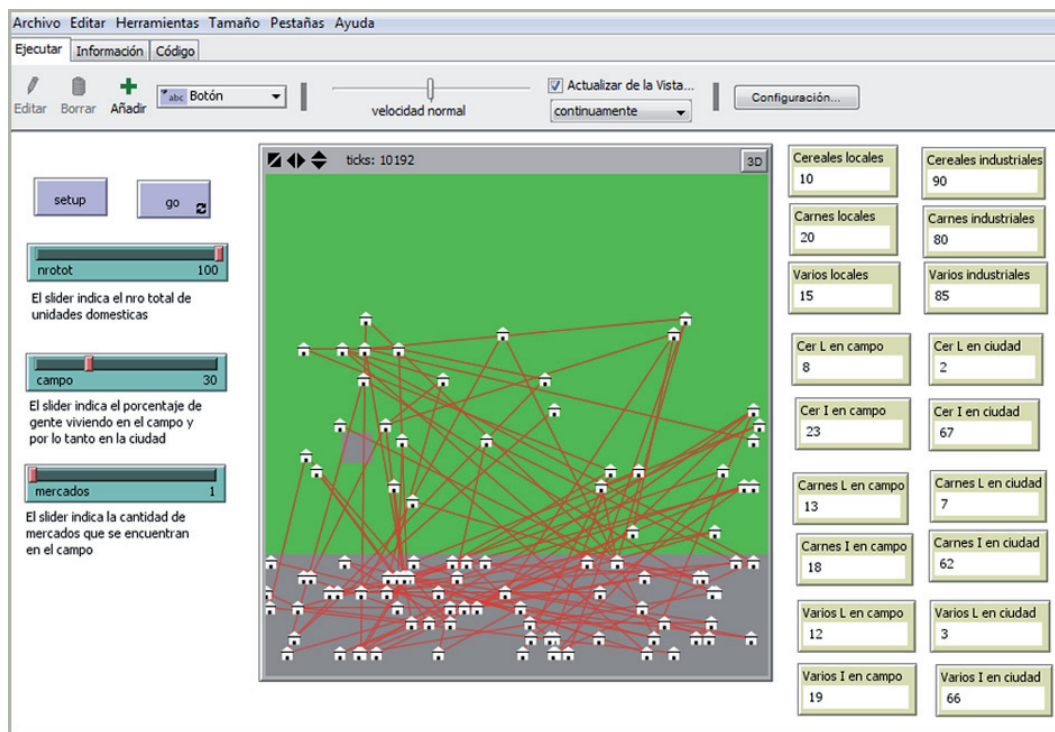 Archivo Editar Herramientas Tamaño Pestañas Ayuda
Ejecutar Información Código
Editar Borrar Añadir abc Botón velocidad normal Actualizar de la Vista... continuamente Configuración...
setup go
nrotot 100
El slider indica el nro total de
unidades domesticas
campo 30
El slider indica el porcentaje de
gente viviendo en el campo y
por lo tanto en la ciudad
mercados 1
El slider indica la cantidad de
mercados que se encuentran
en el campo
ticks: 10192 3D
Cereales locales Cereales industriales
10 90
Carnes locales Carnes industriales
20 80
Varios locales Varios industriales
15 85
Cer L en campo Cer L en ciudad
8 2
Cer I en campo Cer I en ciudad
23 67
Carnes L en campo Carnes L en ciudad
13 7
Carnes I en campo Carnes I en ciudad
18 62
Varios L en campo Varios L en ciudad
12 3
Varios I en campo Varios I en ciudad
19 66